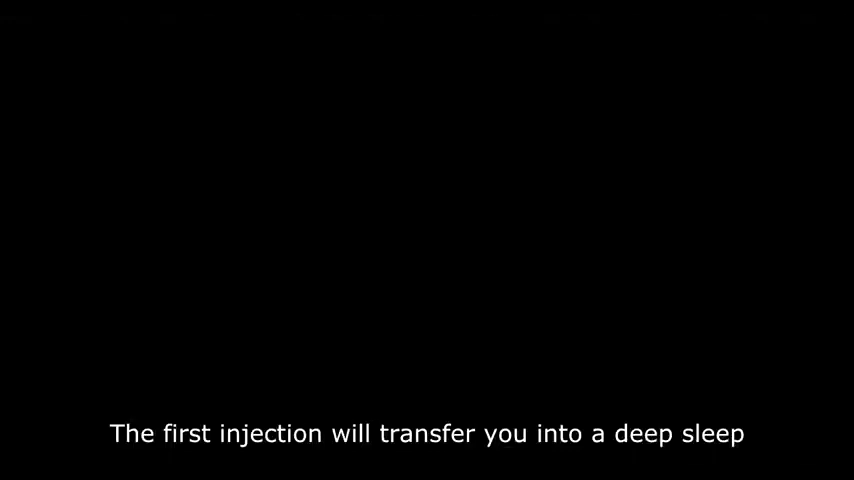 The first injection will transfer you into a deep sleep